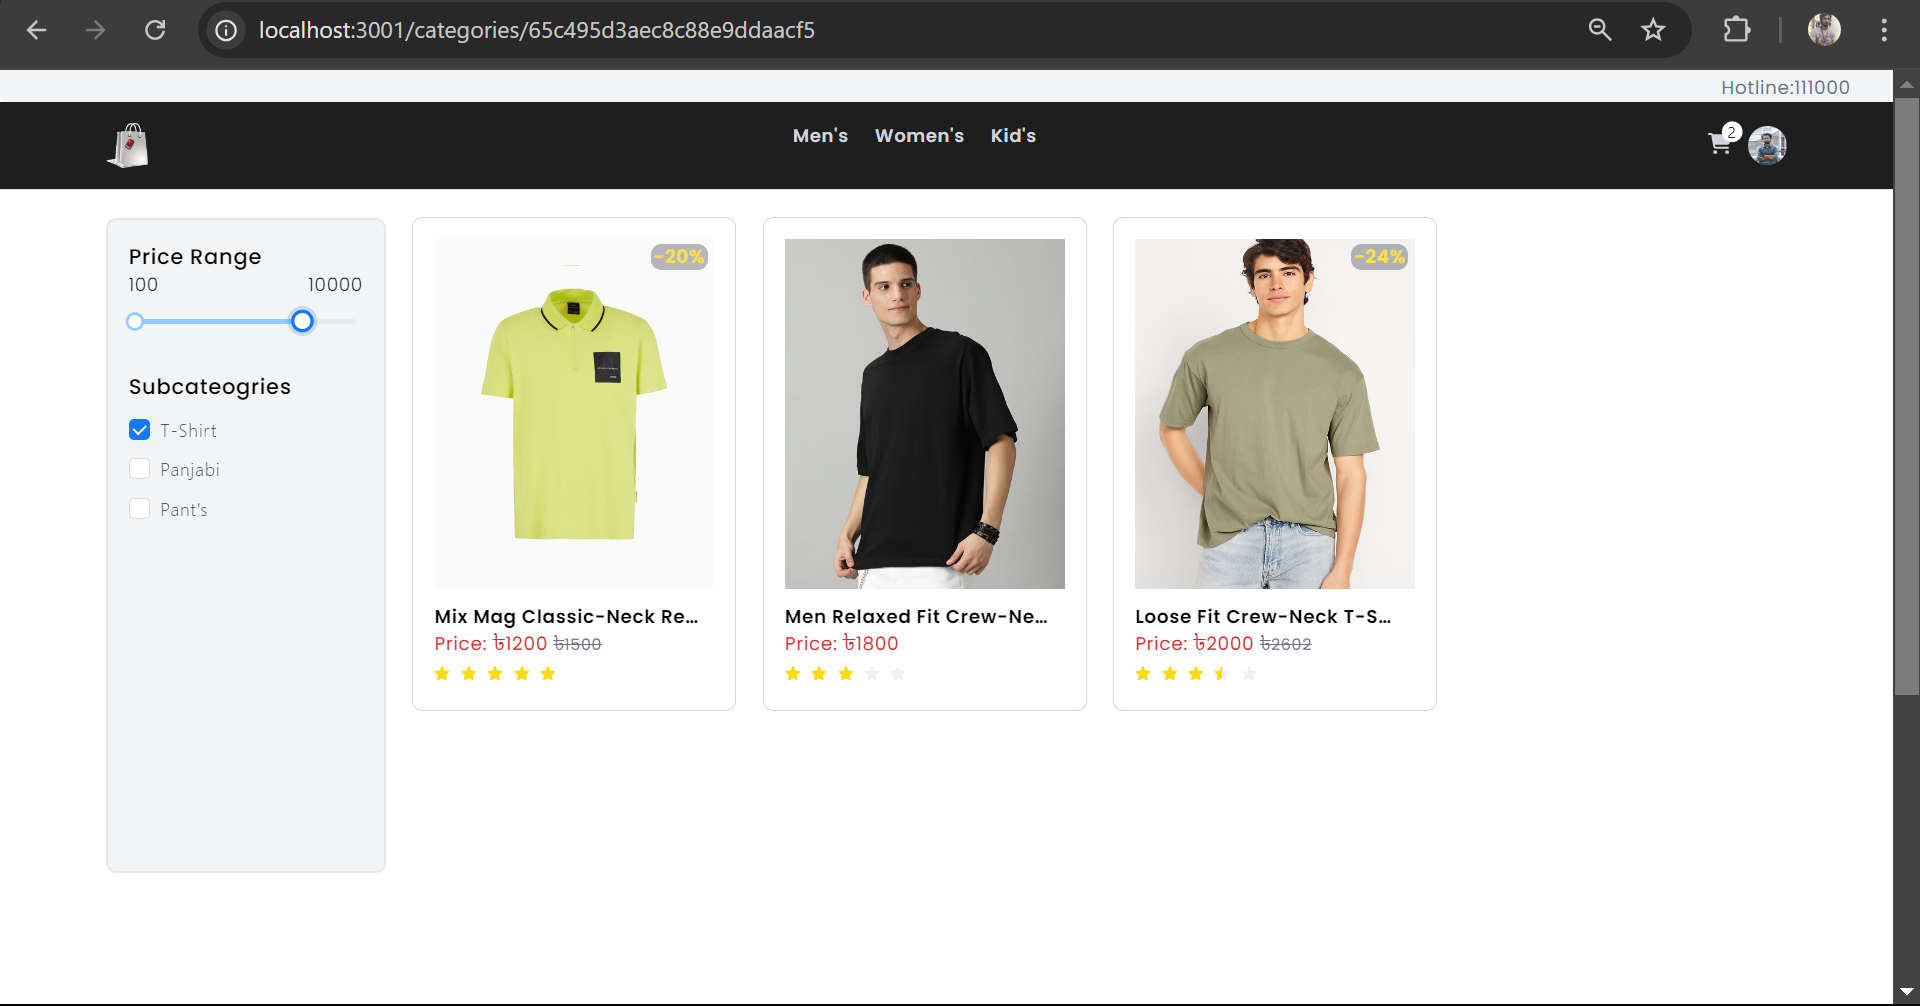 localhost:3001/categories/65c495d3aec8c88e9ddaacf5
Hotline:111000
Men's Women's Kid's
2
Price Range
100 10000
Subcateogries
T-Shirt
Panjabi
Pant's
-20%
Mix Mag Classic-Neck Re...
Price: ৳1200 ৳1500
Men Relaxed Fit Crew-Ne...
Price: ৳1800
-24%
Loose Fit Crew-Neck T-S...
Price: ৳2000 ৳2602